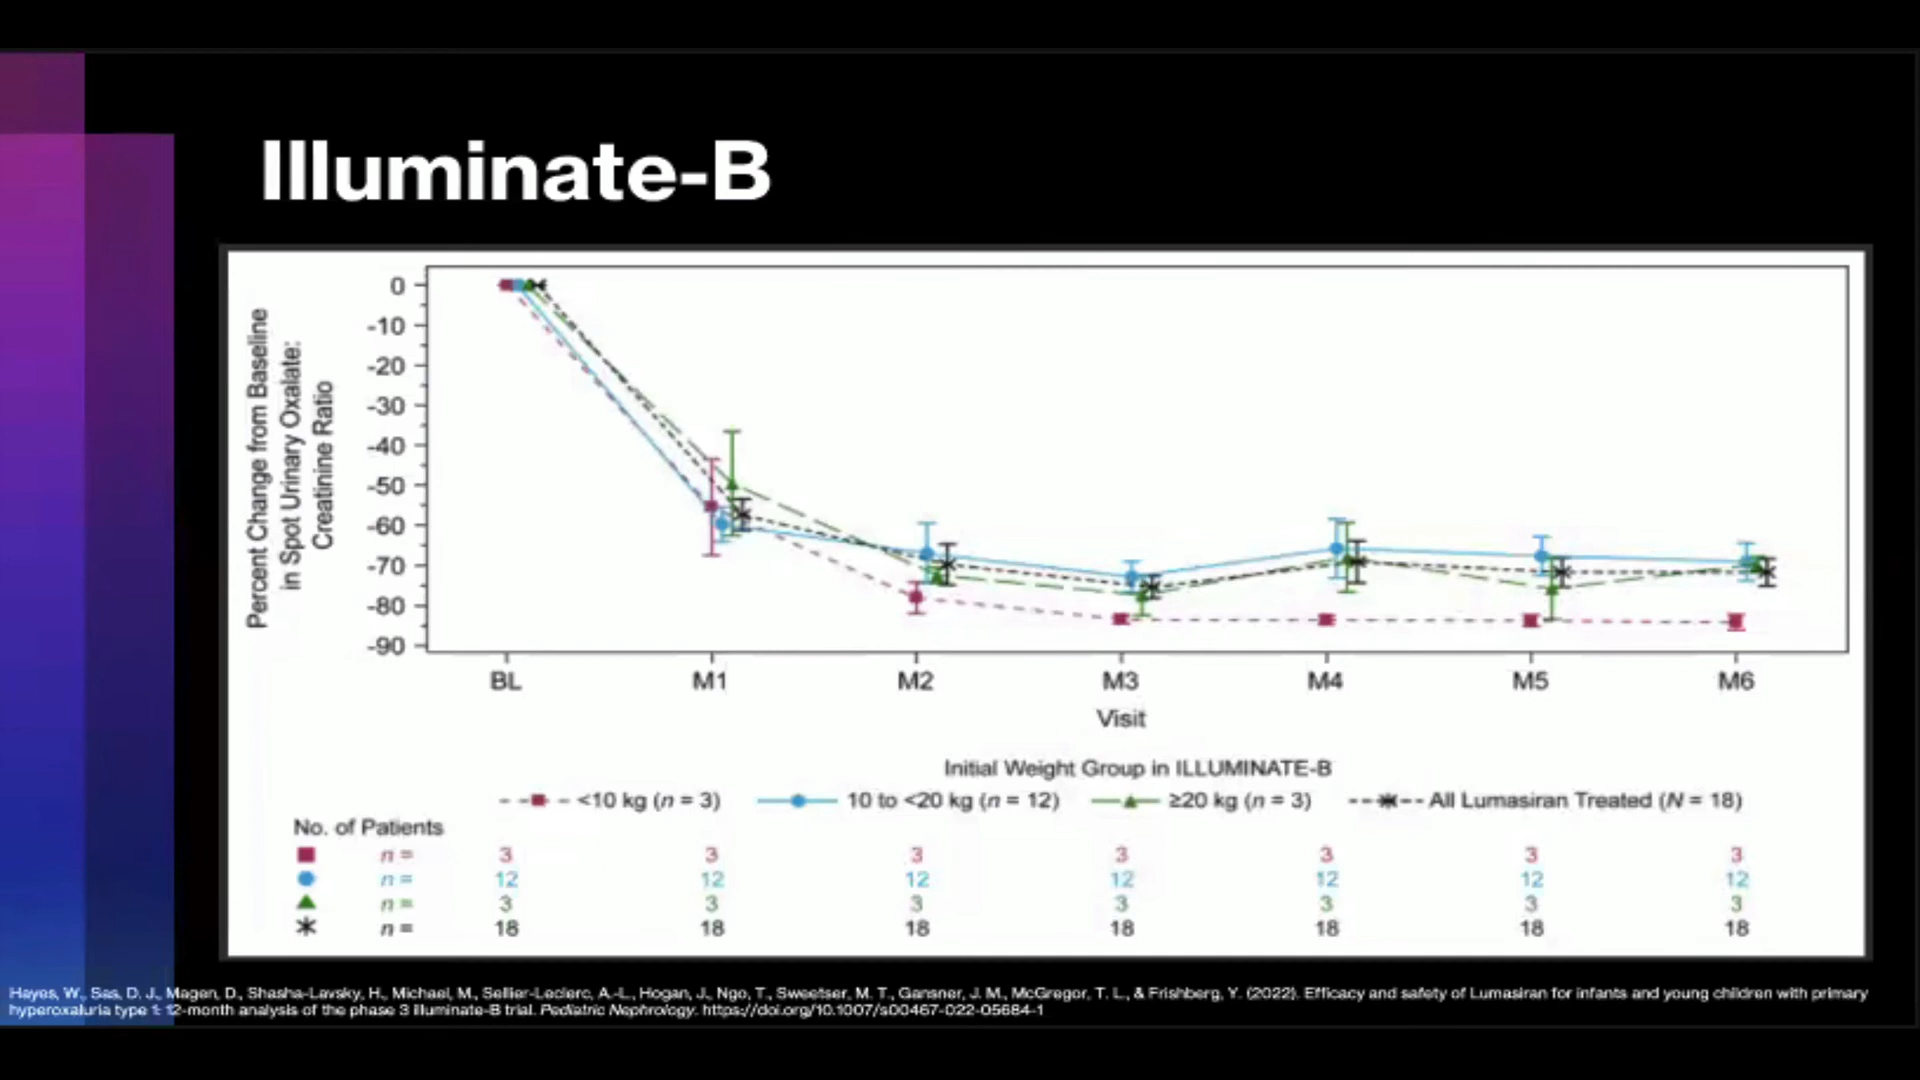 Illuminate-B
Percent Change from Baseline
in Spot Urinary Oxalate:
Creatinine Ratio
0
-10
-20
-30
-40
-50
-60
-70
-80
-90
BL M1 M2 M3 M4 M5 M6
Visit
Initial Weight Group in ILLUMINATE-B
<10 kg (n = 3) 10 to <20 kg (n = 12) ≥20 kg (n = 3) All Lumasiran Treated (N = 18)
No. of Patients
n = 3 3 3 3 3 3 3
n = 12 12 12 12 12 12 12
n = 3 3 3 3 3 3 3
n = 18 18 18 18 18 18 18
Hayes, W., Sas, D. J., Magen, D., Shasha-Lavsky, H., Michael, M., Sellier-Leclerc, A.-L., Hogan, J., Ngo, T., Sweetser, M. T., Gansner, J. M., McGregor, T. L., & Frishberg, Y. (2022). Efficacy and safety of Lumasiran for infants and young children with primary
hyperoxaluria type 1: 12-month analysis of the phase 3 illuminate-B trial. Pediatric Nephrology. https://doi.org/10.1007/s00467-022-05684-1